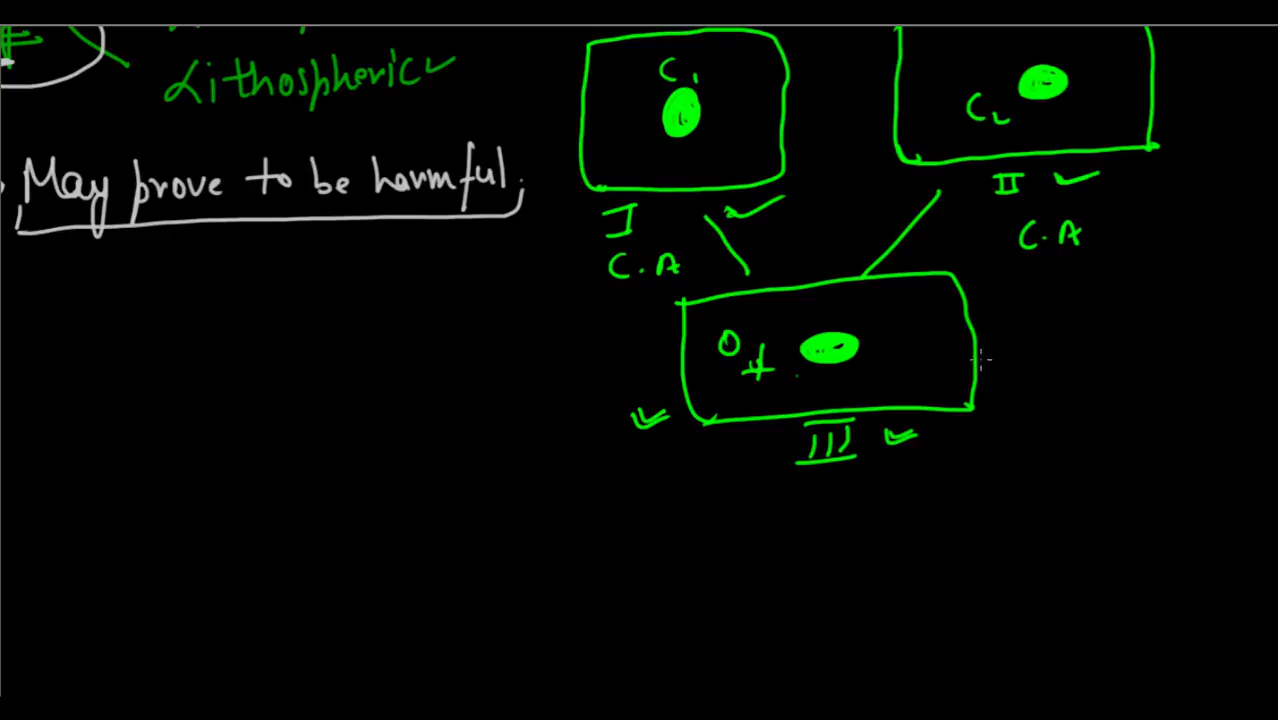 Lithospheric
May prove to be harmful.
C1
C2
I
C.A
II
C.A
O
III